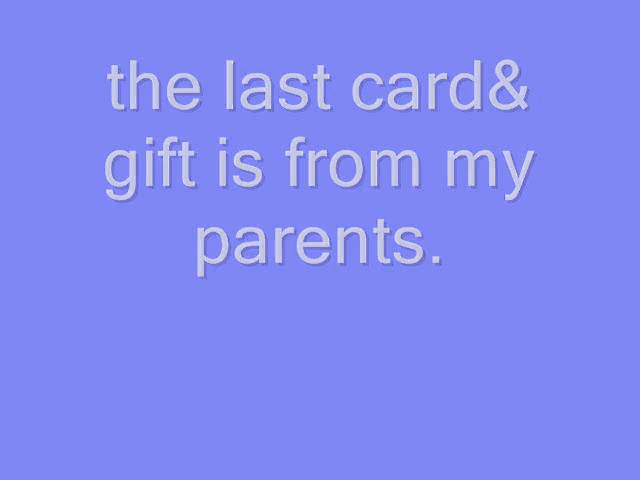 the last card&
gift is from my
parents.